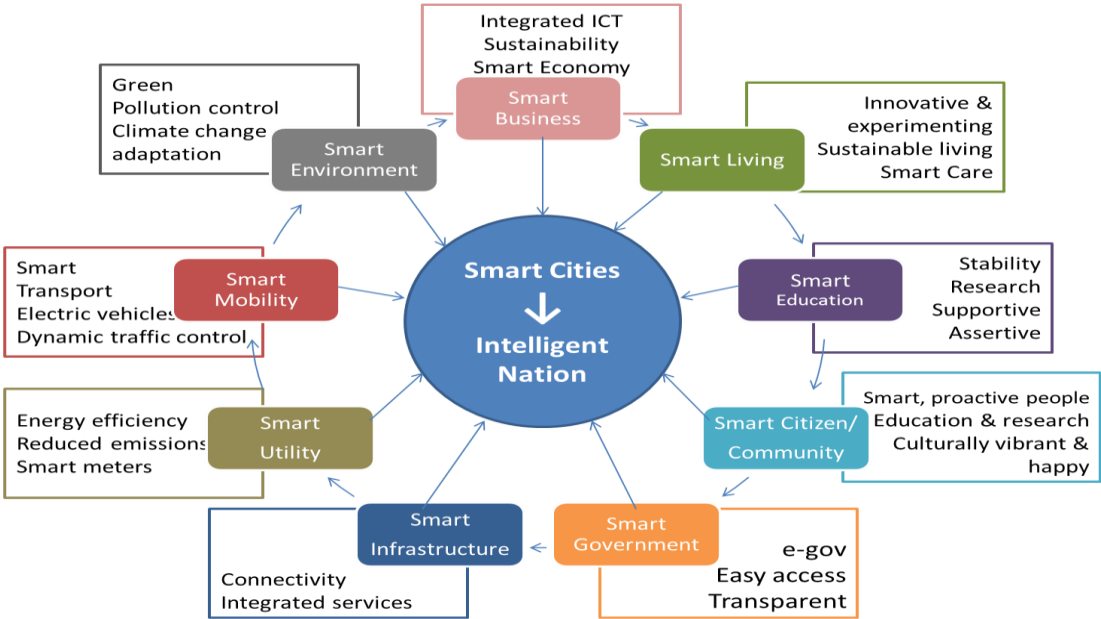 Integrated ICT
Sustainability
Smart Economy
Smart
Business
Innovative &
experimenting
Sustainable living
Smart Care
Smart Living
Stability
Research
Supportive
Assertive
Smart
Education
Smart, proactive people
Education & research
Culturally vibrant &
happy
Smart Citizen/
Community
e-gov
Easy access
Transparent
Smart
Government
Smart
Infrastructure
Connectivity
Integrated services
Energy efficiency
Reduced emissions
Smart meters
Smart
Utility
Smart
Transport
Electric vehicles
Dynamic traffic control
Smart
Mobility
Green
Pollution control
Climate change
adaptation
Smart
Environment
Smart Cities
Intelligent
Nation